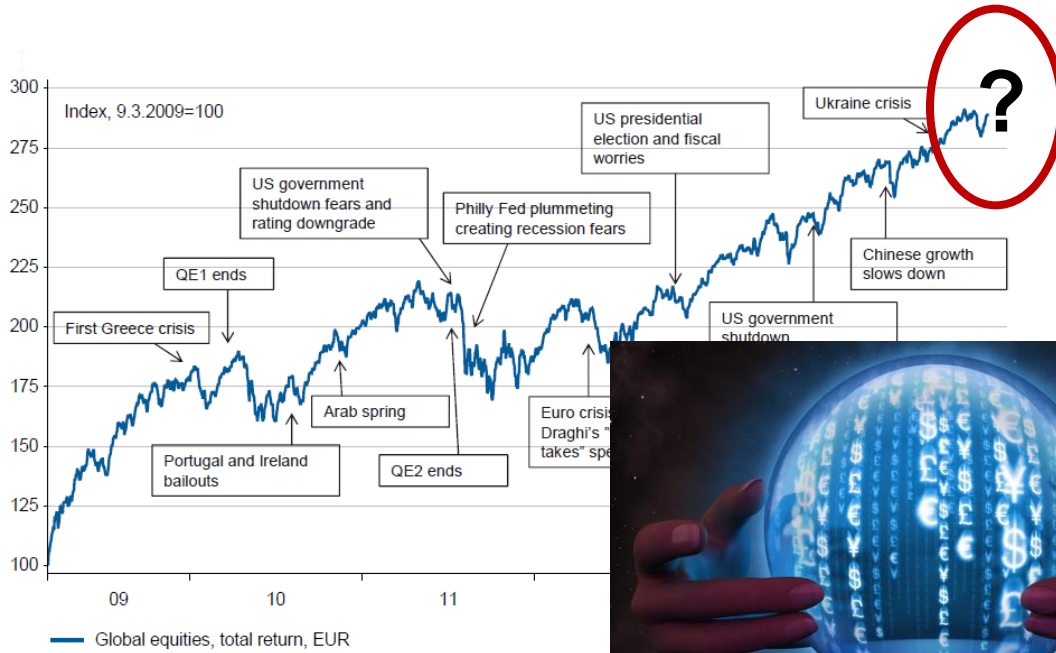 ?
300
275
250
225
200
175
150
125
100
Index, 9.3.2009=100
First Greece crisis
QE1 ends
Portugal and Ireland
bailouts
US government
shutdown fears and
rating downgrade
Arab spring
QE2 ends
Philly Fed plummeting
creating recession fears
US presidential
election and fiscal
worries
Euro crisis
Draghi's "
takes" spe
US government
shutdown
Ukraine crisis
Chinese growth
slows down
09
10
11
Global equities, total return, EUR